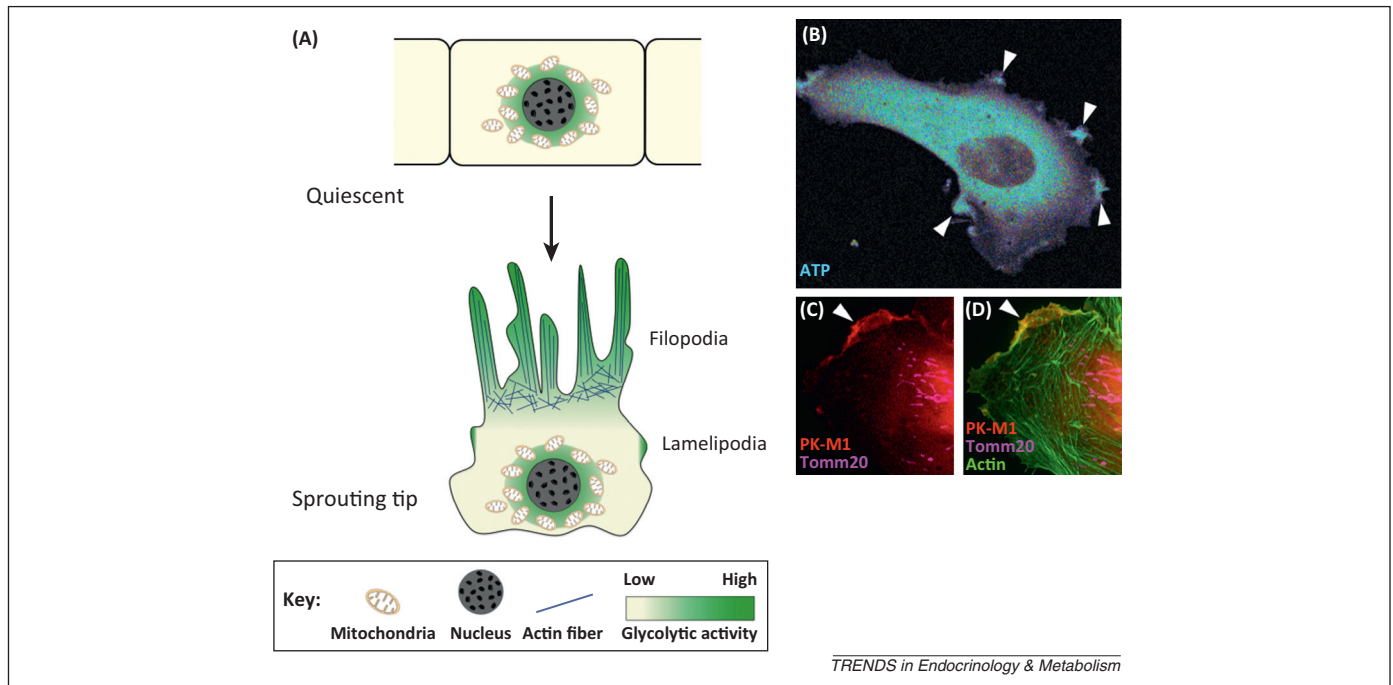 (A)
Quiescent
Filopodia
Lamelipodia
Sprouting tip
Key:
Mitochondria
Nucleus
Actin fiber
Low High
Glycolytic activity
(B)
ATP
(C)
PK-M1
Tomm20
(D)
PK-M1
Tomm20
Actin
TRENDS in Endocrinology & Metabolism